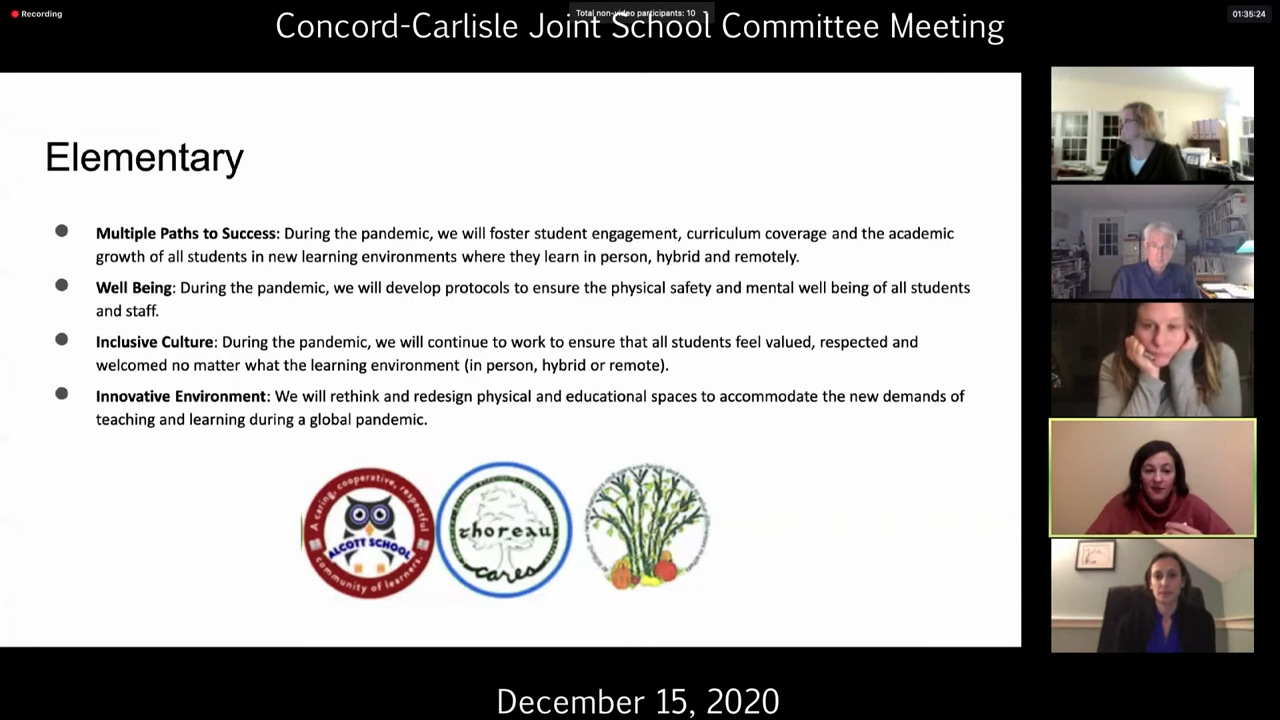 Recording
Total non-video participants: 10
01:35:24
Concord-Carlisle Joint School Committee Meeting
Elementary
Multiple Paths to Success: During the pandemic, we will foster student engagement, curriculum coverage and the academic
growth of all students in new learning environments where they learn in person, hybrid and remotely.
Well Being: During the pandemic, we will develop protocols to ensure the physical safety and mental well being of all students
and staff.
Inclusive Culture: During the pandemic, we will continue to work to ensure that all students feel valued, respected and
welcomed no matter what the learning environment (in person, hybrid or remote).
Innovative Environment: We will rethink and redesign physical and educational spaces to accommodate the new demands of
teaching and learning during a global pandemic.
A caring, cooperative, respectful
ALCOTT SCHOOL
community of learners.
thoreau
cares
December 15, 2020